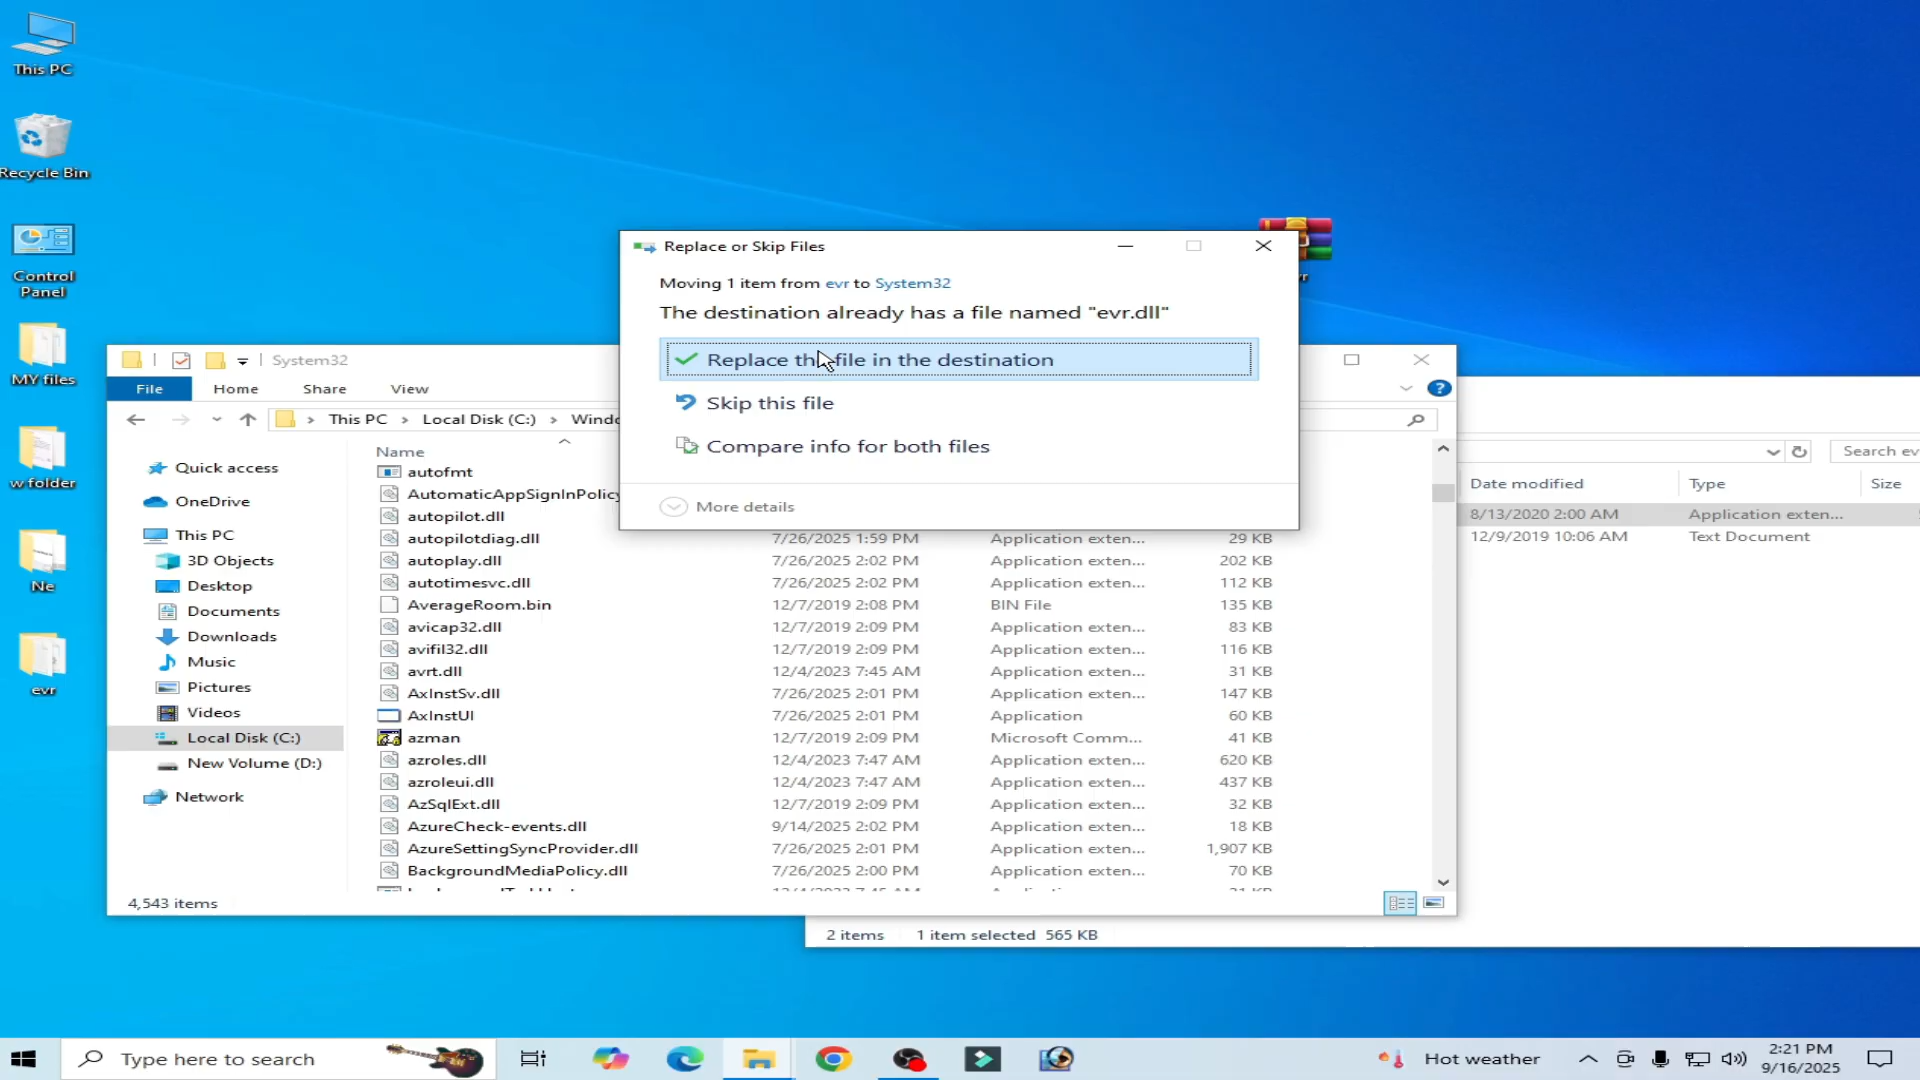 This PC
Recycle Bin
Control
Panel
MY files
w folder
Ne
evr
Replace or Skip Files
Moving 1 item from evr to System32
The destination already has a file named "evr.dll"
Replace the file in the destination
Skip this file
Compare info for both files
More details
System32
File Home Share View
This PC > Local Disk (C:) >
Name
Quick access
OneDrive
This PC
3D Objects
Desktop
Documents
Downloads
Music
Pictures
Videos
Local Disk (C:)
New Volume (D:)
Network
autofmt
autopilot.dll
autopilotdiag.dll 7/26/2025 1:59 PM Application exten... 29 KB
autoplay.dll 7/26/2025 2:02 PM Application exten... 202 KB
autotimesvc.dll 7/26/2025 2:02 PM Application exten... 112 KB
AverageRoom.bin 12/7/2019 2:08 PM BIN File 135 KB
avicap32.dll 12/7/2019 2:09 PM Application exten... 83 KB
avifil32.dll 12/7/2019 2:09 PM Application exten... 116 KB
avrt.dll 12/4/2023 7:45 AM Application exten... 31 KB
AxInstSv.dll 7/26/2025 2:01 PM Application exten... 147 KB
AxInstUI 7/26/2025 2:01 PM Application 60 KB
azman 12/7/2019 2:09 PM Microsoft Comm... 41 KB
azroles.dll 12/4/2023 7:47 AM Application exten... 620 KB
azroleui.dll 12/4/2023 7:47 AM Application exten... 437 KB
AzSqlExt.dll 12/7/2019 2:09 PM Application exten... 32 KB
AzureCheck-events.dll 9/14/2025 2:02 PM Application exten... 18 KB
AzureSettingSyncProvider.dll 7/26/2025 2:01 PM Application exten... 1,907 KB
BackgroundMediaPolicy.dll 7/26/2025 2:00 PM Application exten... 70 KB
4,543 items
Search ev
Date modified Type Size
8/13/2020 2:00 AM Application exten...
12/9/2019 10:06 AM Text Document
2 items 1 item selected 565 KB
Type here to search
Hot weather
2:21 PM
9/16/2025